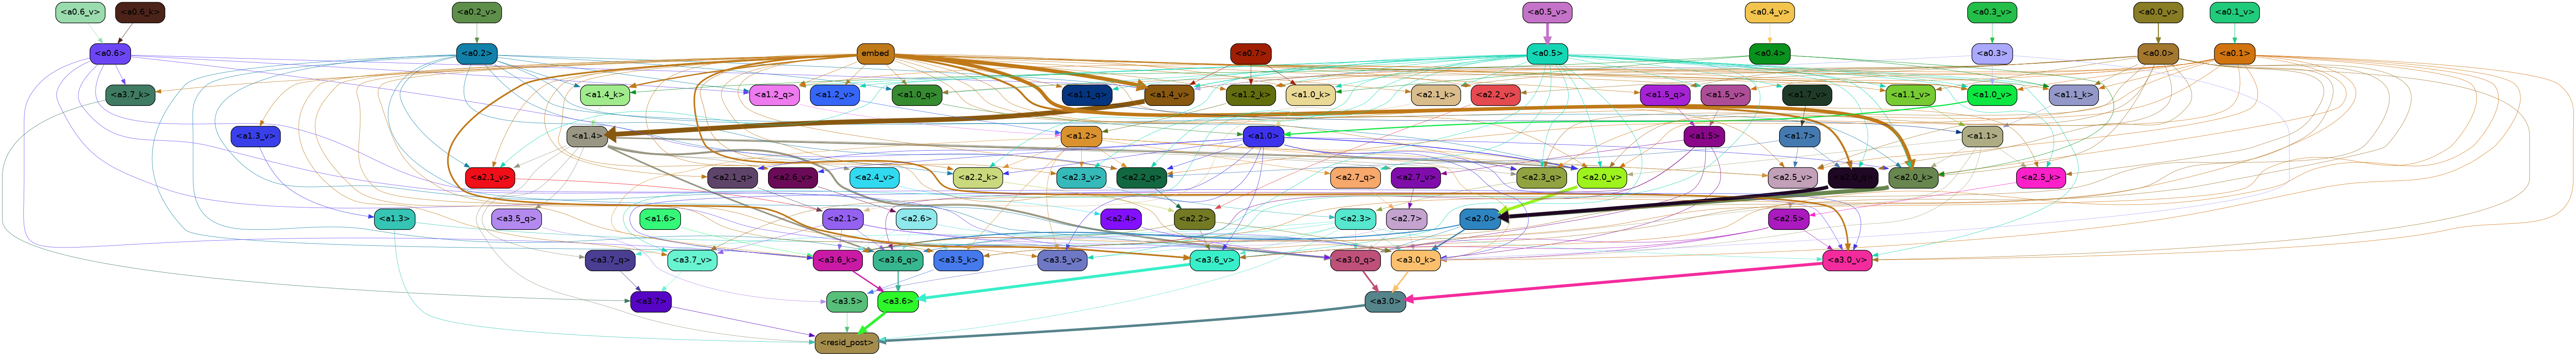 <a0.6_v> <a0.6_k> <a0.2_v> <a0.5_v> <a0.4_v> <a0.3_v> <a0.0_v> <a0.1_v>
<a0.6> <a0.2> embed <a0.7> <a0.5> <a0.4> <a0.3> <a0.0> <a0.1>
<a3.7_k> <a1.4_k> <a1.2_q> <a1.2_v> <a1.0_q> <a1.1_q> <a1.4_v> <a1.2_k> <a1.0_k> <a2.1_k> <a2.2_v> <a1.5_q> <a1.5_v> <a1.7_v> <a1.1_v> <a1.0_v> <a1.1_k>
<a1.3_v> <a1.4> <a1.2> <a1.0> <a1.5> <a1.7> <a1.1>
<a2.1_v> <a2.1_q> <a2.6_v> <a2.4_v> <a2.2_k> <a2.3_v> <a2.2_q> <a2.7_q> <a2.7_v> <a2.3_q> <a2.0_v> <a2.5_v> <a2.0_q> <a2.0_k> <a2.5_k>
<a1.3> <a3.5_q> <a1.6> <a2.1> <a2.6> <a2.4> <a2.2> <a2.3> <a2.7> <a2.0> <a2.5>
<a3.7_q> <a3.7_v> <a3.6_k> <a3.6_q> <a3.5_k> <a3.5_v> <a3.6_v> <a3.0_q> <a3.0_k> <a3.0_v>
<a3.7> <a3.5> <a3.6> <a3.0>
<resid_post>